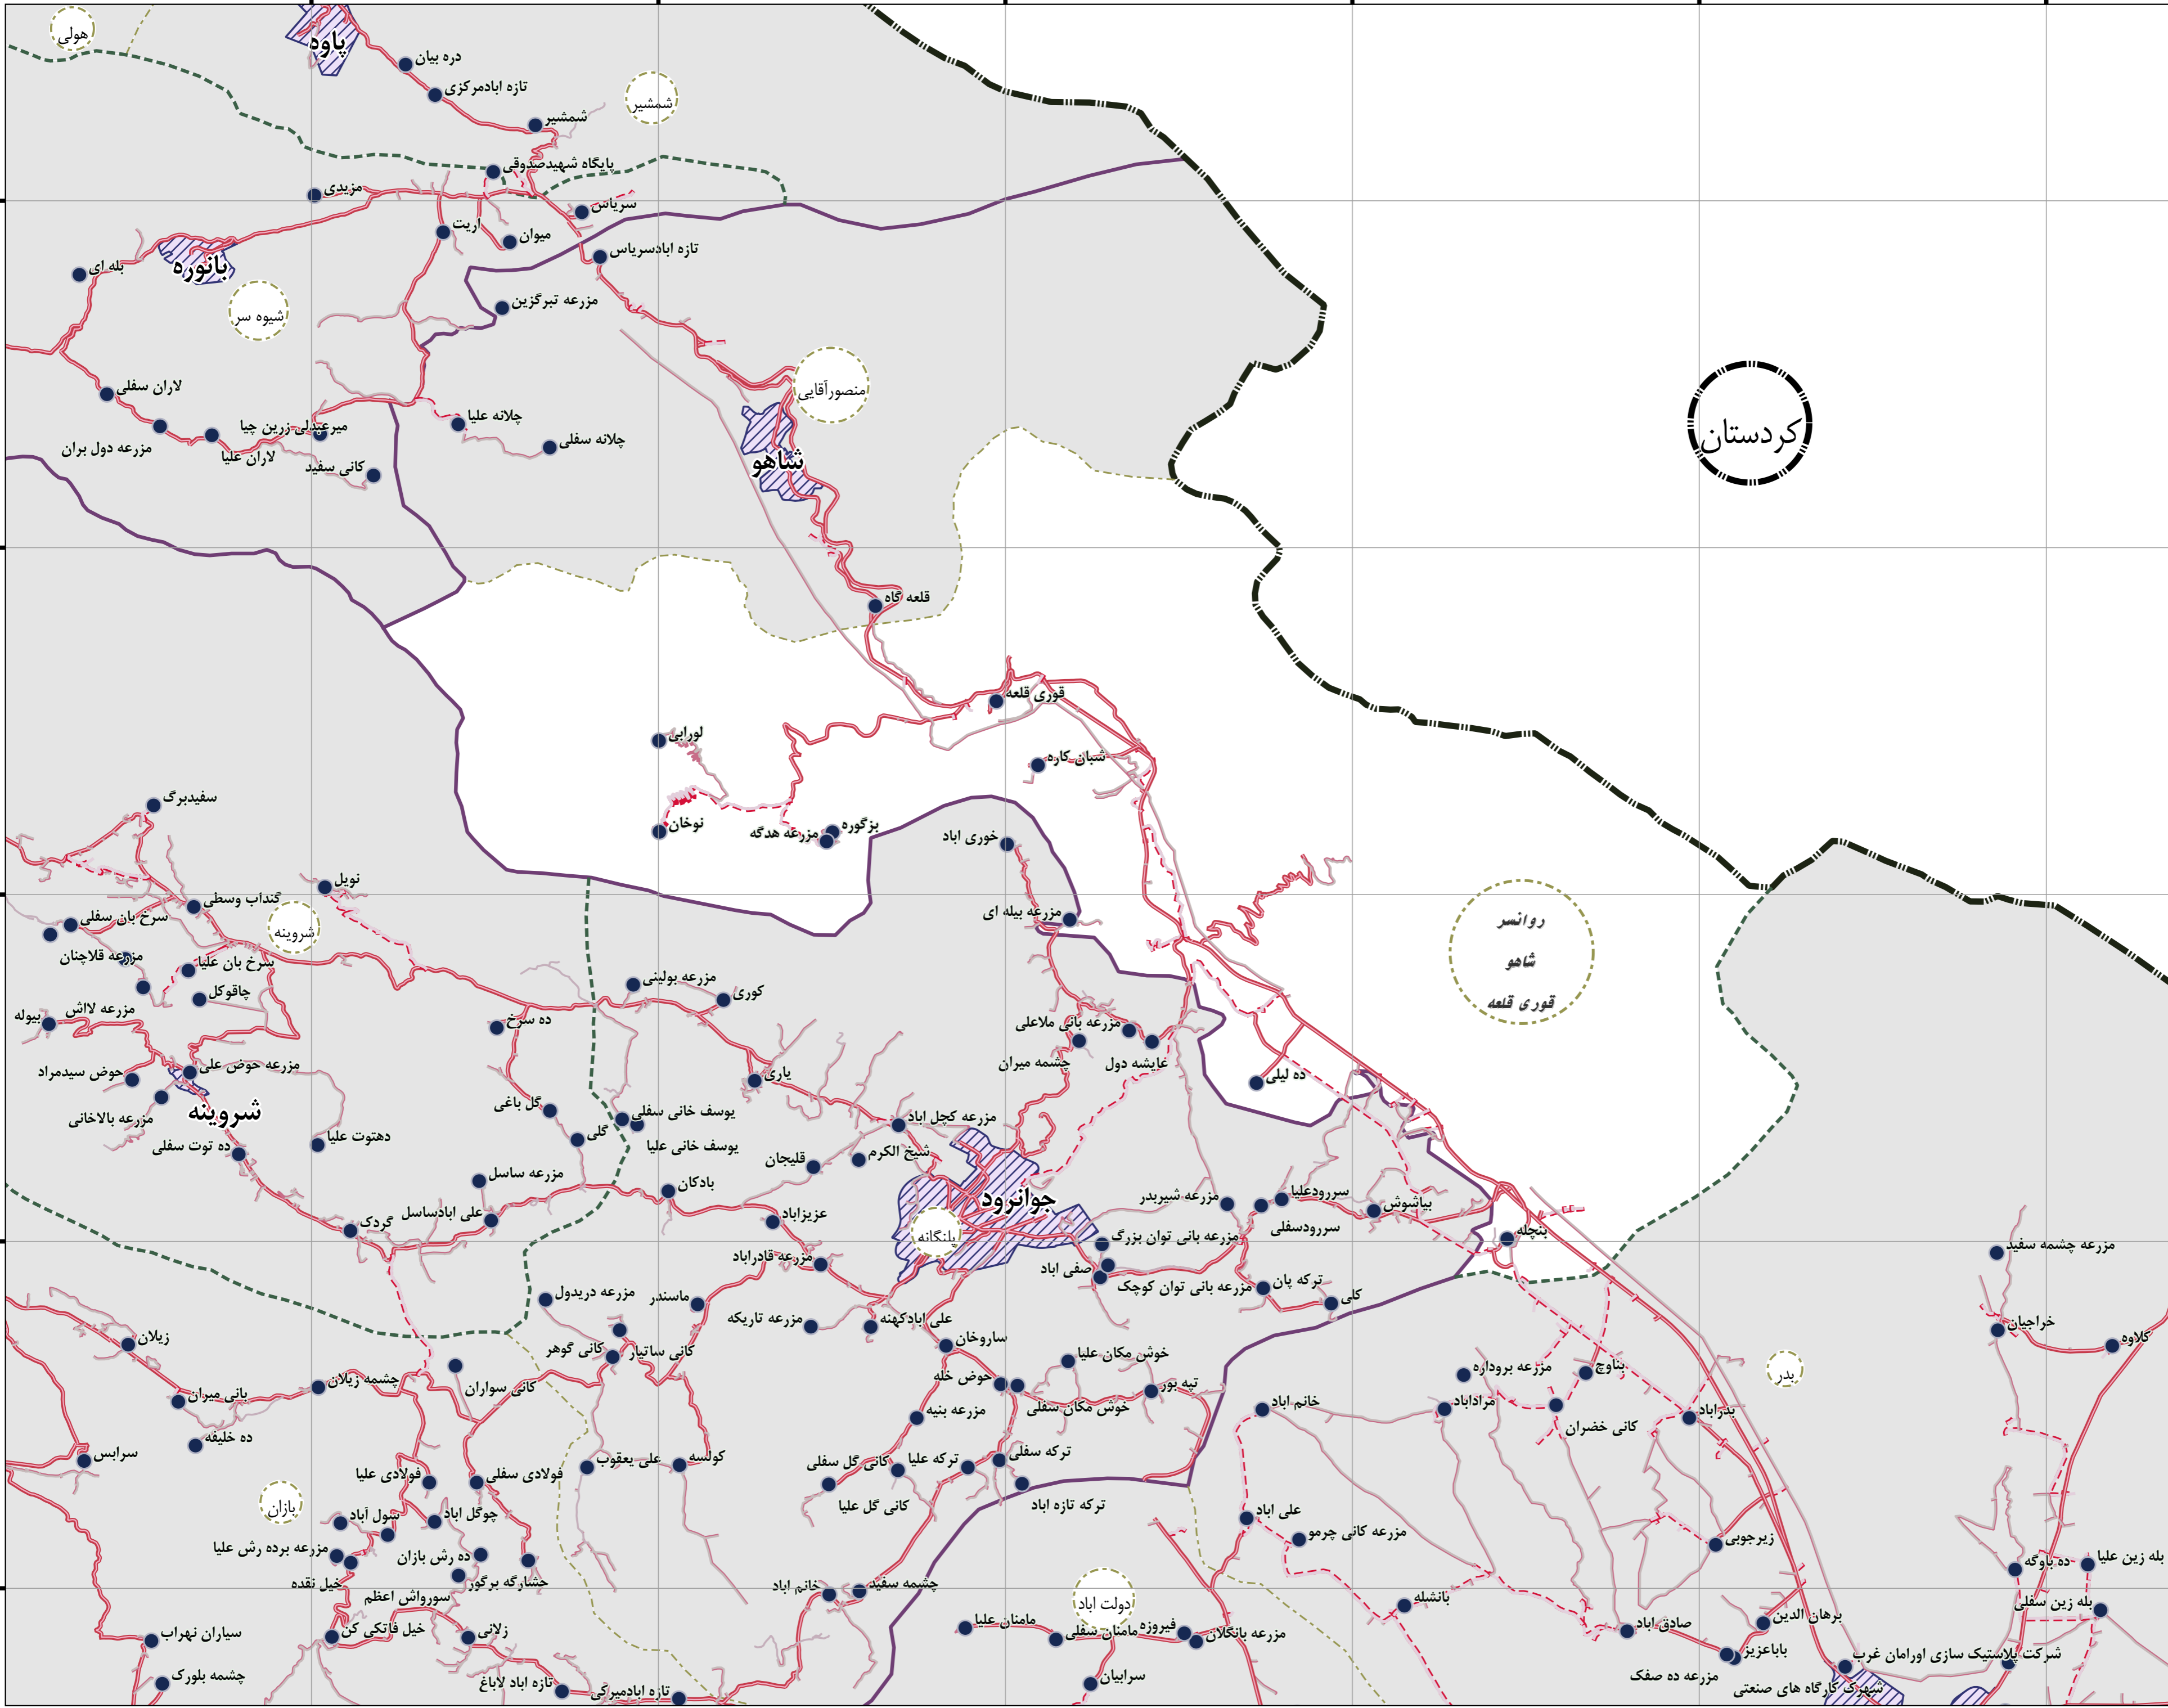 هولی
پاوه
دره بیان
تازه ابادمرکزی
شمشیر
شمشیر
پایگاه شهیدصدوقی
مزیدی
سریاس
اریت
میوان
تازه ابادسریاس
بانوره
بله ای
شیوه سر
مزرعه تبرگزین
منصورآقایی
کردستان
لاران سفلی
میرعبدلی زرین چیا
چلانه علیا
چلانه سفلی
مزرعه دول بران
لاران علیا
کانی سفید
شاهو
قلعه گاه
قوری قلعه
لورابی
شبان کاره
سفیدبرگ
نوخان
مزرعه هدگه
بزگوره
خوری اباد
نویل
گنداب وسطی
سرخ بان سفلی
شروینه
مزرعه بیله ای
روانسر
شاهو
قوری قلعه
مزرعه قلاچنان
سرخ بان علیا
چاقوکل
مزرعه بولینی
کوری
مزرعه لااش
بیوله
ده سرخ
مزرعه بانی ملاعلی
چشمه میران
عایشه دول
حوض سیدمراد
مزرعه حوض علی
یاری
ده لیلی
مزرعه بالاخانی
شروینه
گل باغی
یوسف خانی سفلی
مزرعه کچل اباد
ده توت سفلی
دهتوت علیا
گلی
یوسف خانی علیا
قلیجان
شیخ الکرم
مزرعه ساسل
بادکان
جوانرود
مزرعه شیربدر
سررودعلیا
بیاشوش
گردک
علی ابادساسل
عزیزاباد
پلنگانه
مزرعه بانی توان بزرگ
سررودسفلی
بنچله
مزرعه قادراباد
صفی اباد
مزرعه بانی توان کوچک
ترکه پان
کلی
مزرعه چشمه سفید
مزرعه دریدول
ماسندر
مزرعه تاریکه
علی ابادکهنه
زیلان
کانی گوهر
کانی ساتیار
ساروخان
خوش مکان علیا
خراجیان
کلاوه
بدر
چشمه زیلان
کانی سواران
حوض خله
تپه بور
مزرعه بروداره
بناوچ
بانی میران
خوش مکان سفلی
مزرعه بنیه
خانم اباد
مراداباد
بدراباد
کانی خضران
ده خلیفه
سرابس
فولادی علیا
فولادی سفلی
علی یعقوب
کولسه
کانی گل سفلی
ترکه علیا
ترکه سفلی
کانی گل علیا
ترکه تازه اباد
بازان
شول آباد
چوگل اباد
علی اباد
مزرعه کانی چرمو
زیرجوبی
مزرعه برده رش علیا
ده رش بازان
خیل نقده
حشارگه برگور
ده باوگه
بله زین علیا
سورواش اعظم
خانم اباد
چشمه سفید
دولت اباد
بانشله
بله زین سفلی
سیاران نهراب
خیل فاتکی کن
زلانی
مامنان علیا
مامنان سفلی
فیروزه
مزرعه بانگلان
صادق اباد
برهان الدین
چشمه بلورک
تازه اباد لاباغ
تازه ابادمیرگی
سرابیان
مزرعه ده صفک
باباعزیز
شرکت پلاستیک سازی اورامان غرب
شهرک کارگاه های صنعتی